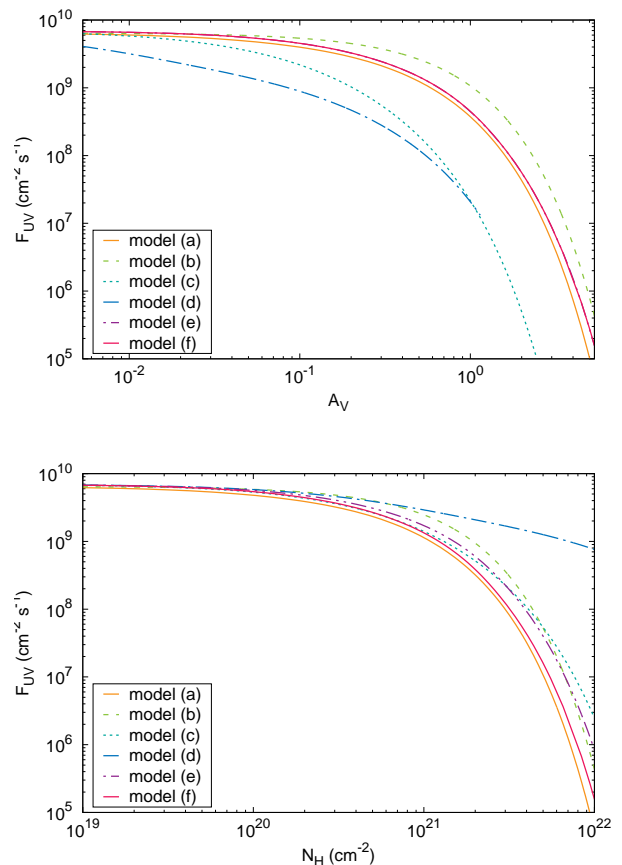 10^10
10^9
10^8
10^7
10^6
10^5
F_UV (cm^-2 s^-1)
model (a)
model (b)
model (c)
model (d)
model (e)
model (f)
10^-2 10^-1 10^0
A_V
10^10
10^9
10^8
10^7
10^6
10^5
F_UV (cm^-2 s^-1)
model (a)
model (b)
model (c)
model (d)
model (e)
model (f)
10^19 10^20 10^21 10^22
N_H (cm^-2)